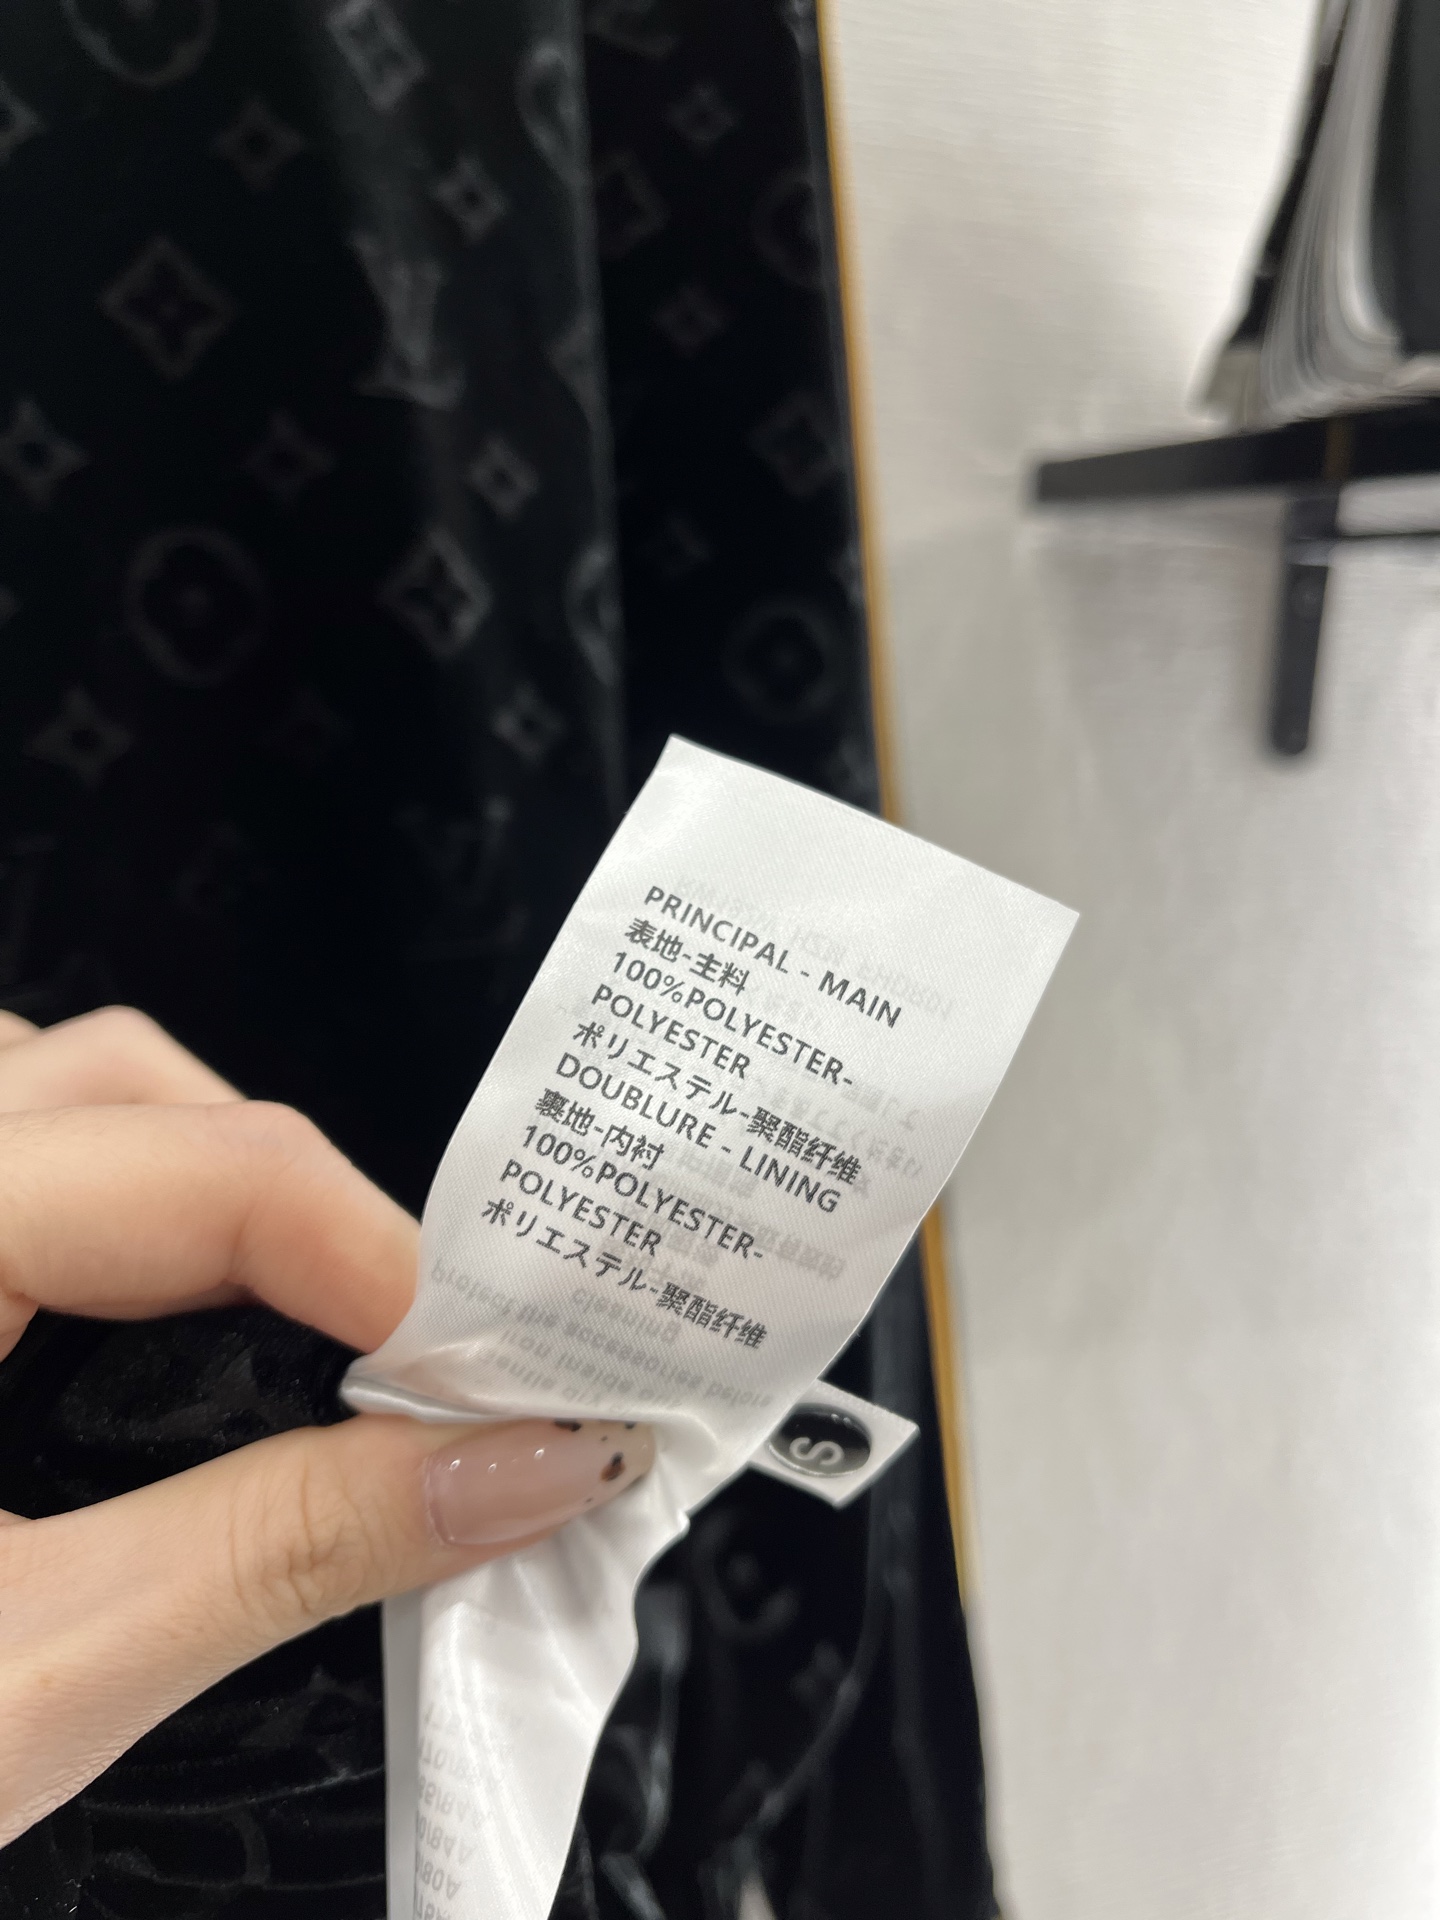 PRINCIPAL - MAIN
表地-主料
100%POLYESTER-
POLYESTER
ポリエステル-聚酯纤维
DOUBLURE - LINING
裏地-内衬
100%POLYESTER-
POLYESTER
ポリエステル-聚酯纤维
S